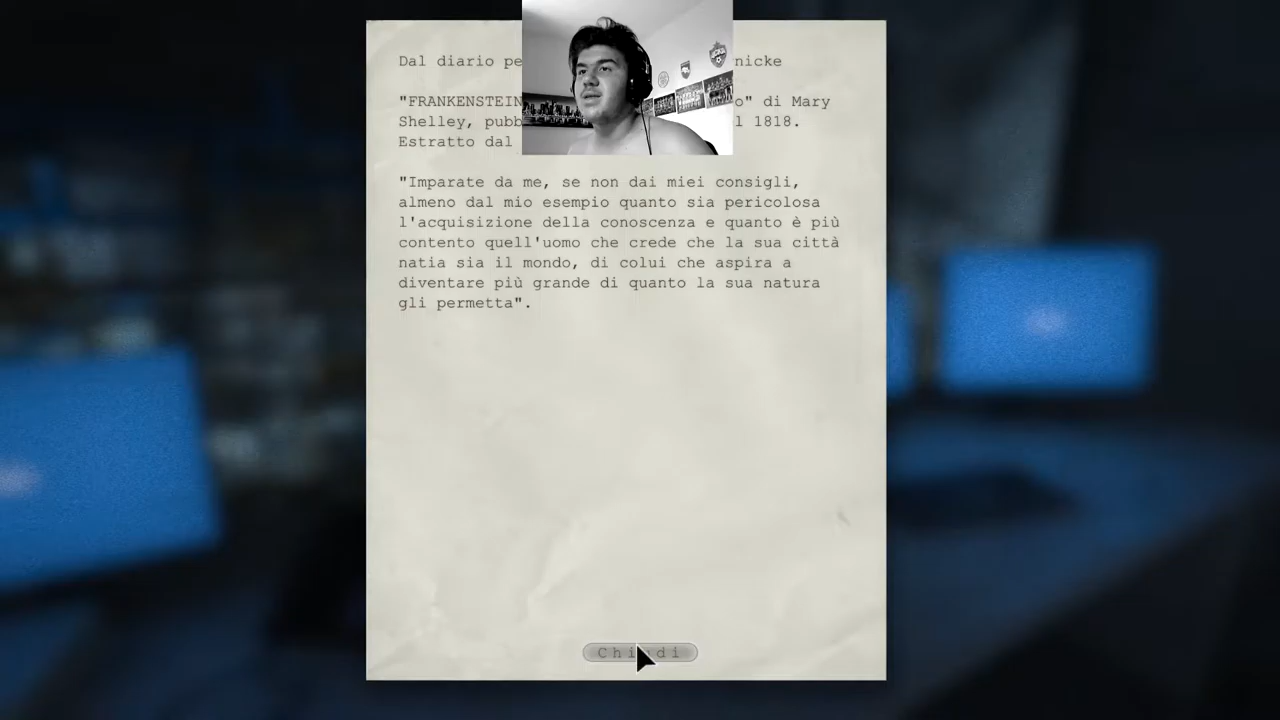 Dal diario pe nicke
"FRANKENSTEIN o" di Mary
Shelley, pubb l 1818.
Estratto dal
"Imparate da me, se non dai miei consigli,
almeno dal mio esempio quanto sia pericolosa
l'acquisizione della conoscenza e quanto è più
contento quell'uomo che crede che la sua città
natia sia il mondo, di colui che aspira a
diventare più grande di quanto la sua natura
gli permetta".
Chiudi